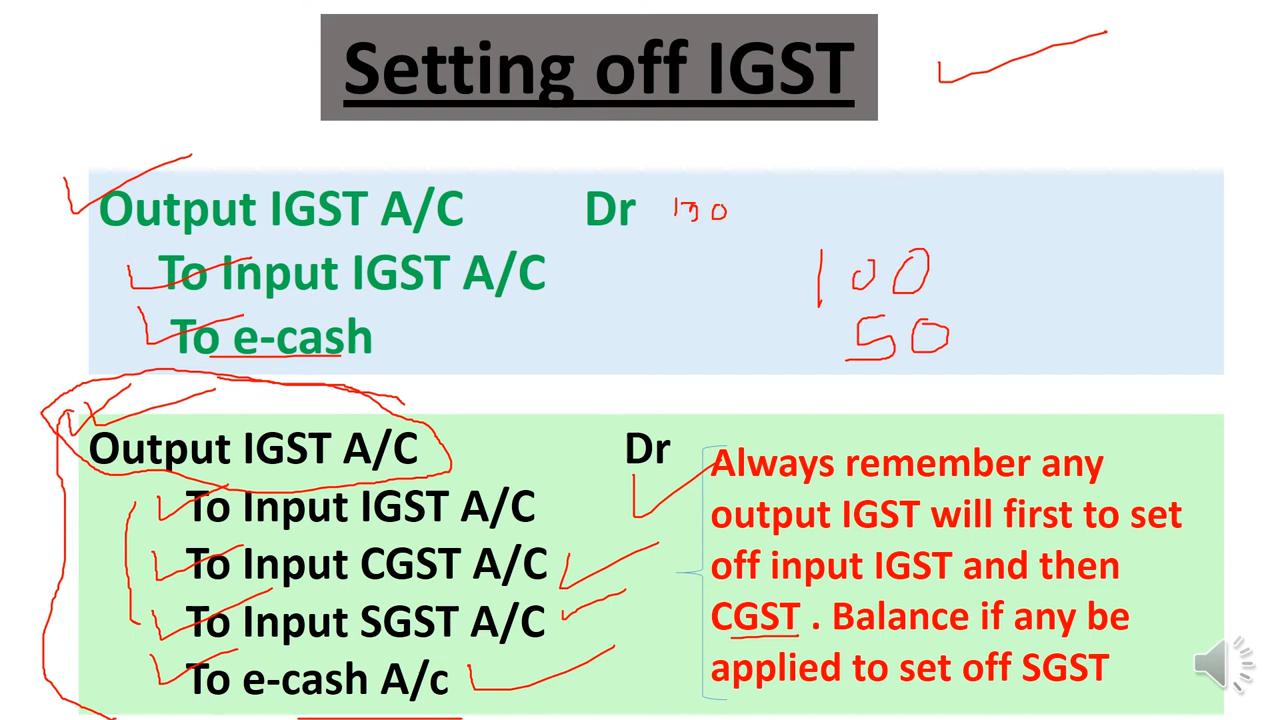 Setting off IGST
Output IGST A/C Dr
To Input IGST A/C 100
To e-cash 50
Output IGST A/C Dr
To Input IGST A/C
To Input CGST A/C
To Input SGST A/C
To e-cash A/c
Always remember any
output IGST will first to set
off input IGST and then
CGST . Balance if any be
applied to set off SGST